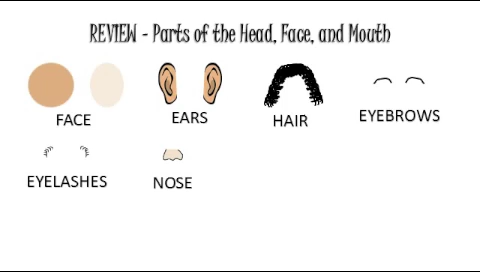 REVIEW - Parts of the Head, Face, and Mouth
FACE
EARS
HAIR
EYEBROWS
EYELASHES
NOSE